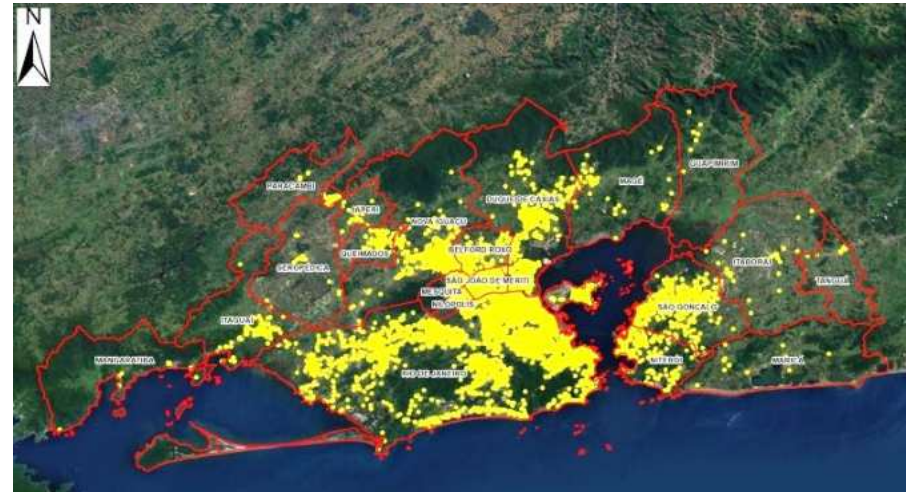 N
GUAPIMIRIM
MAGÉ
PARACAMBI
DUQUE DE CAXIAS
JAPERI
NOVA IGUAÇU
BELFORD ROXO
QUEIMADOS
ITABORAÍ
SEROPÉDICA
TANGUÁ
SÃO JOÃO DE MERITI
MESQUITA
NILÓPOLIS
SÃO GONÇALO
ITAGUAÍ
MANGARATIBA
NITERÓI
MARICÁ
RIO DE JANEIRO